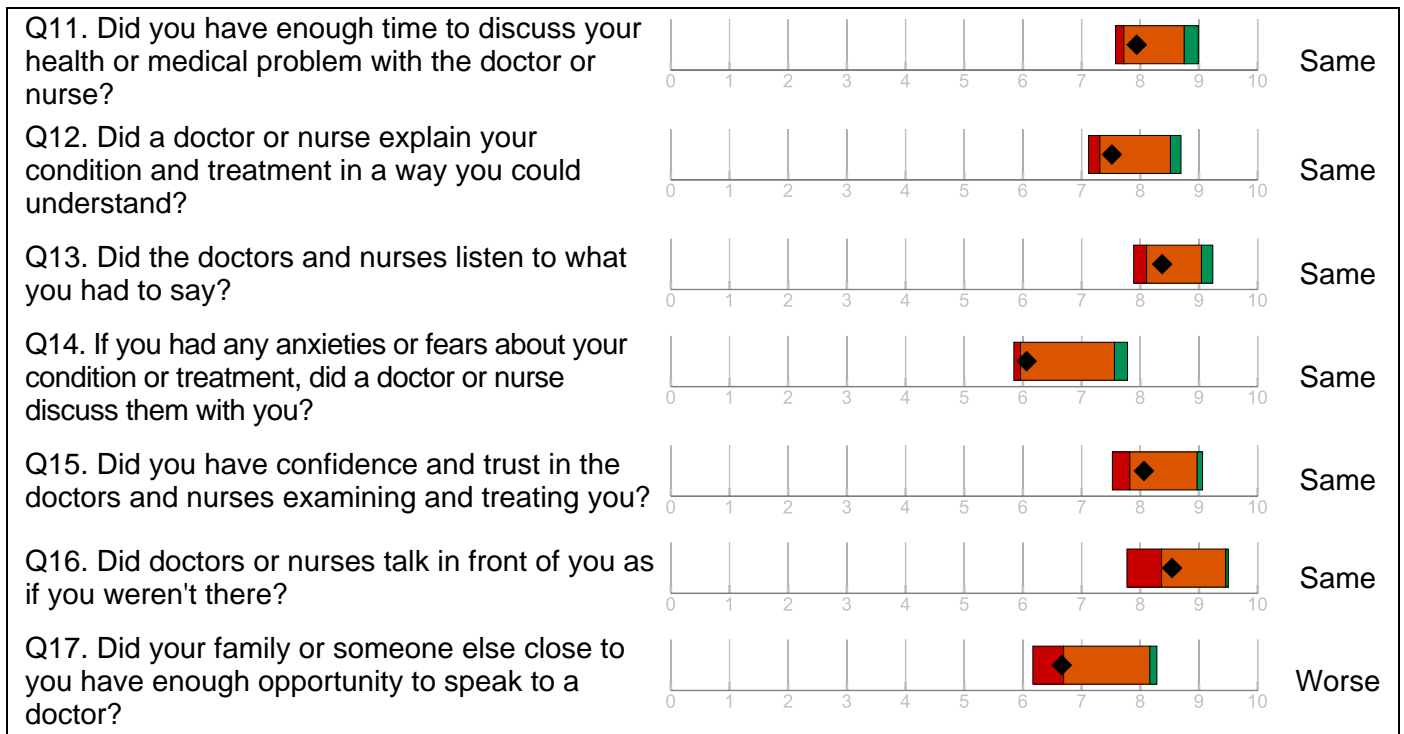 Q11. Did you have enough time to discuss your
health or medical problem with the doctor or
nurse?
0 1 2 3 4 5 6 7 8 9 10
Same
Q12. Did a doctor or nurse explain your
condition and treatment in a way you could
understand?
0 1 2 3 4 5 6 7 8 9 10
Same
Q13. Did the doctors and nurses listen to what
you had to say?
0 1 2 3 4 5 6 7 8 9 10
Same
Q14. If you had any anxieties or fears about your
condition or treatment, did a doctor or nurse
discuss them with you?
0 1 2 3 4 5 6 7 8 9 10
Same
Q15. Did you have confidence and trust in the
doctors and nurses examining and treating you?
0 1 2 3 4 5 6 7 8 9 10
Same
Q16. Did doctors or nurses talk in front of you as
if you weren't there?
0 1 2 3 4 5 6 7 8 9 10
Same
Q17. Did your family or someone else close to
you have enough opportunity to speak to a
doctor?
0 1 2 3 4 5 6 7 8 9 10
Worse